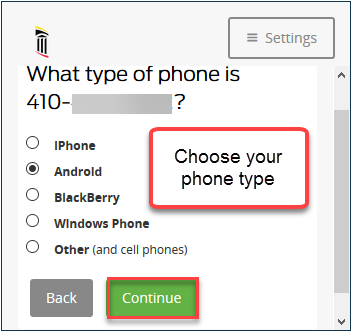 ≡ Settings
What type of phone is
410-?
iPhone
Android
BlackBerry
Windows Phone
Other (and cell phones)
Choose your
phone type
Back
Continue